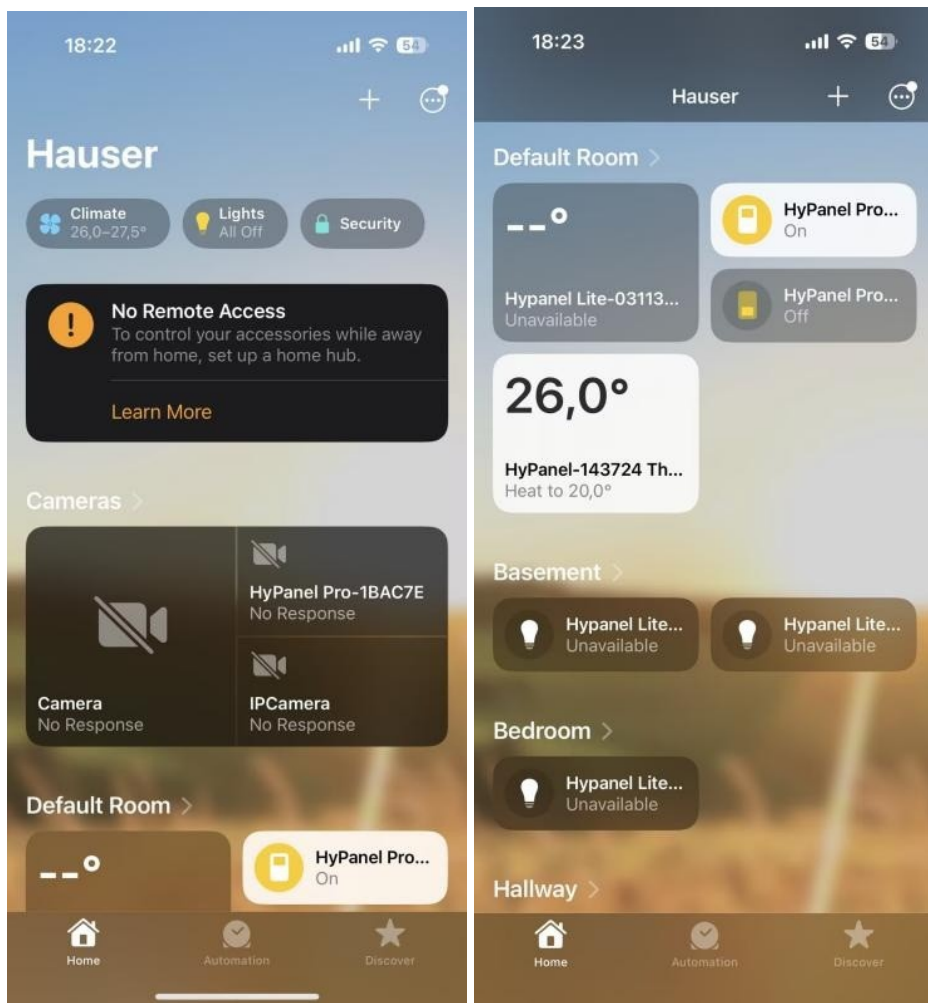 18:22
54
Hauser
Climate
26,0–27,5°
Lights
All Off
Security
No Remote Access
To control your accessories while away
from home, set up a home hub.
Learn More
Cameras
HyPanel Pro-1BAC7E
No Response
Camera
No Response
IPCamera
No Response
Default Room
--°
HyPanel Pro...
On
Home
Automation
Discover
18:23
54
Hauser
Default Room
--°
Hypanel Lite-03113...
Unavailable
HyPanel Pro...
On
HyPanel Pro...
Off
26,0°
HyPanel-143724 Th...
Heat to 20,0°
Basement
Hypanel Lite...
Unavailable
Hypanel Lite...
Unavailable
Bedroom
Hypanel Lite...
Unavailable
Hallway
Home
Automation
Discover